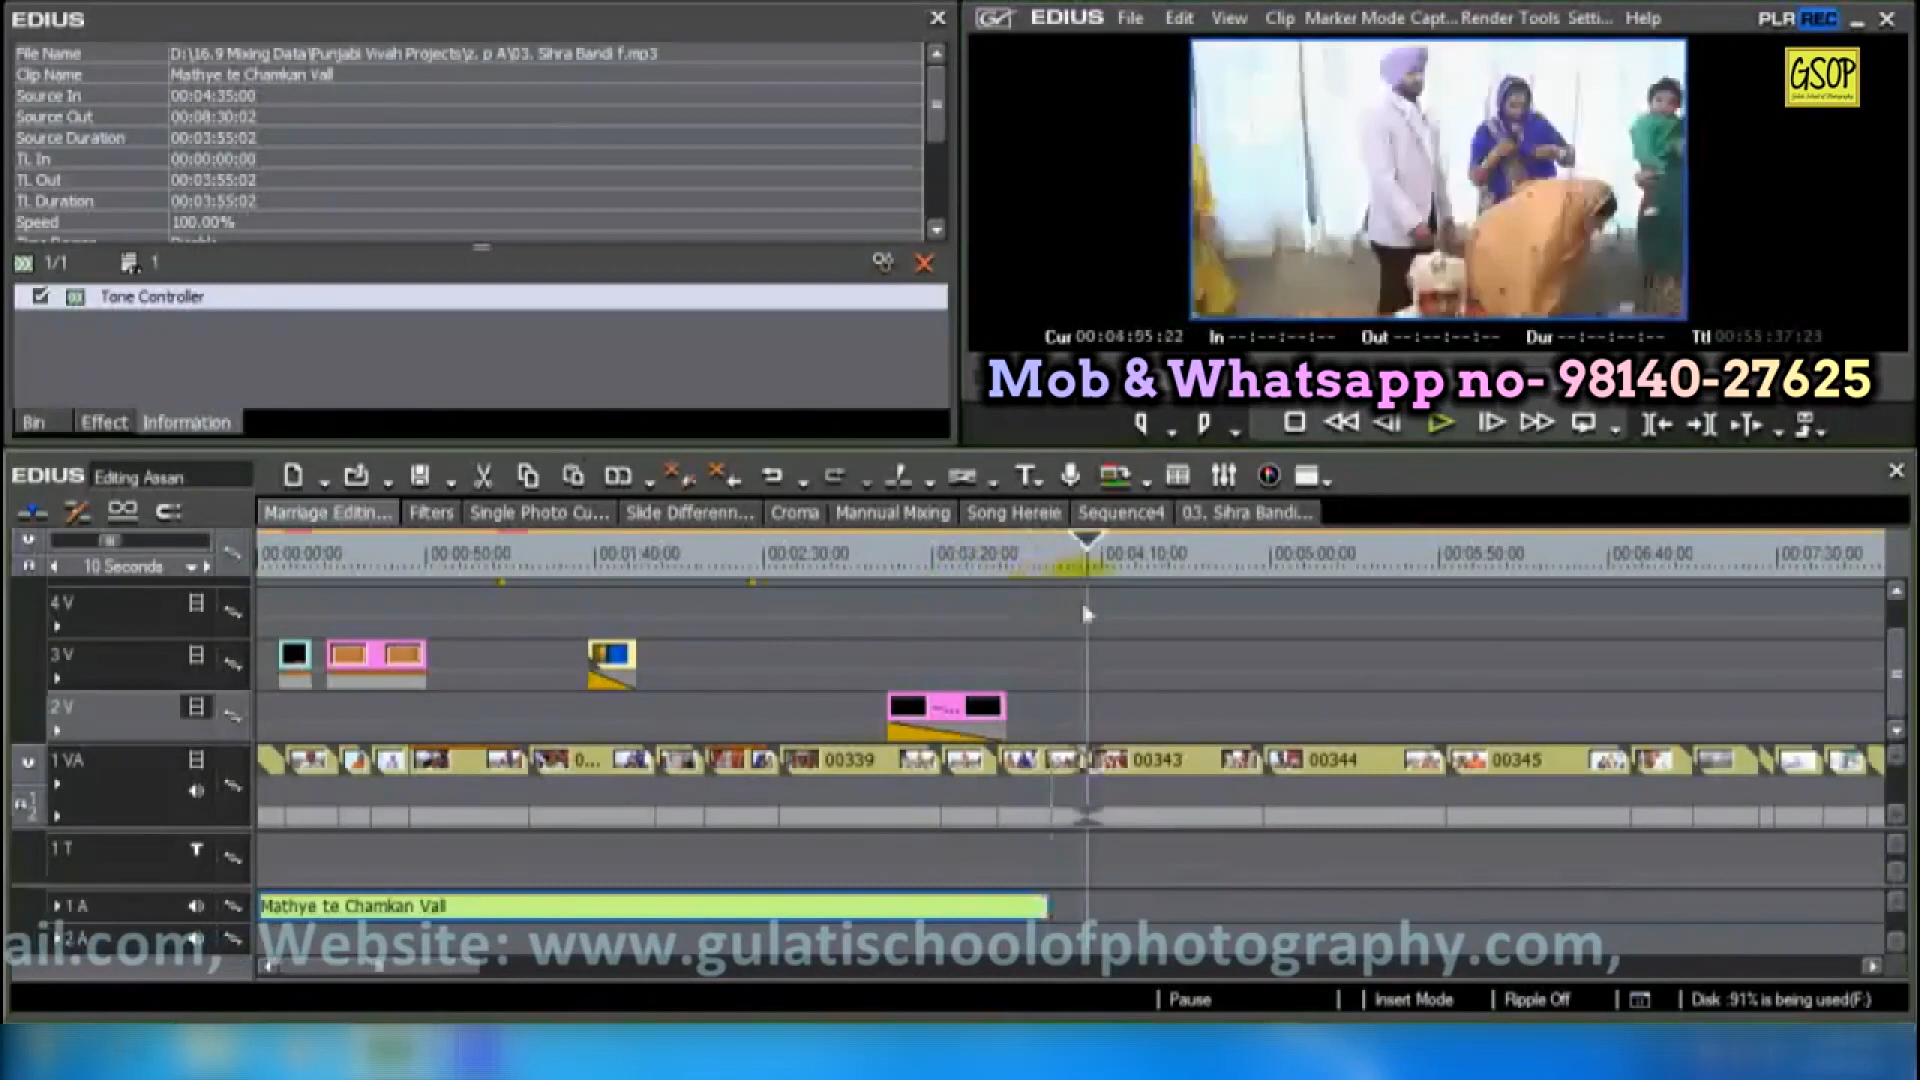 EDIUS
File Name D:\16.9 Mixing Data\Punjabi Vivah Projects\z. p A\03. Sihra Bandi f.mp3
Clip Name Mathye te Chamkan Vall
Source In 00:04:35:00
Source Out 00:08:30:02
Source Duration 00:03:55:02
TL In 00:00:00:00
TL Out 00:03:55:02
TL Duration 00:03:55:02
Speed 100.00%
1/1 1
Tone Controller
Bin Effect Information
EDIUS File Edit View Clip Marker Mode Capt... Render Tools Setti... Help PLR REC
GSOP
Cur 00:04:05:22 In --:--:--:-- Out --:--:--:-- Dur --:--:--:-- Ttl 00:55:37:23
Mob & Whatsapp no- 98140-27625
EDIUS Editing Assan
Marriage Editin... Filters Single Photo Cu... Slide Differenn... Croma Mannual Mixing Song Hereie Sequence4 03. Sihra Bandi...
10 Seconds 00:00:00:00 00:00:50:00 00:01:40:00 00:02:30:00 00:03:20:00 00:04:10:00 00:05:00:00 00:05:50:00 00:06:40:00 00:07:30:00
4 V
3 V
2 V
1 VA 0... 00339 00343 00344 00345
1 2
1 T T
1 A Mathye te Chamkan Vall
2 A
ail.com, Website: www.gulatischoolofphotography.com,
Pause Insert Mode Ripple Off Disk :91% is being used(F:)